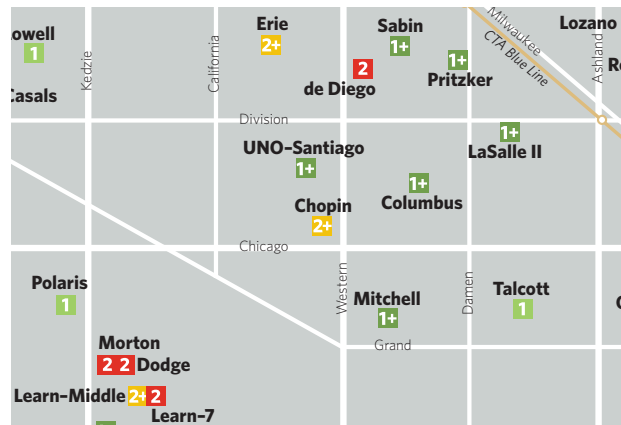 Erie
2+
Sabin
1+
2
de Diego
1+
Pritzker
Milwaukee
CTA Blue Line
Lozano
Ashland
1
Casals
Kedzie
California
Division
UNO–Santiago
1+
1+
LaSalle II
1+
Columbus
Chopin
2+
Chicago
Western
Damen
Polaris
1
Mitchell
1+
Talcott
1
Grand
Morton
2 2 Dodge
Learn–Middle 2+ 2
Learn–7